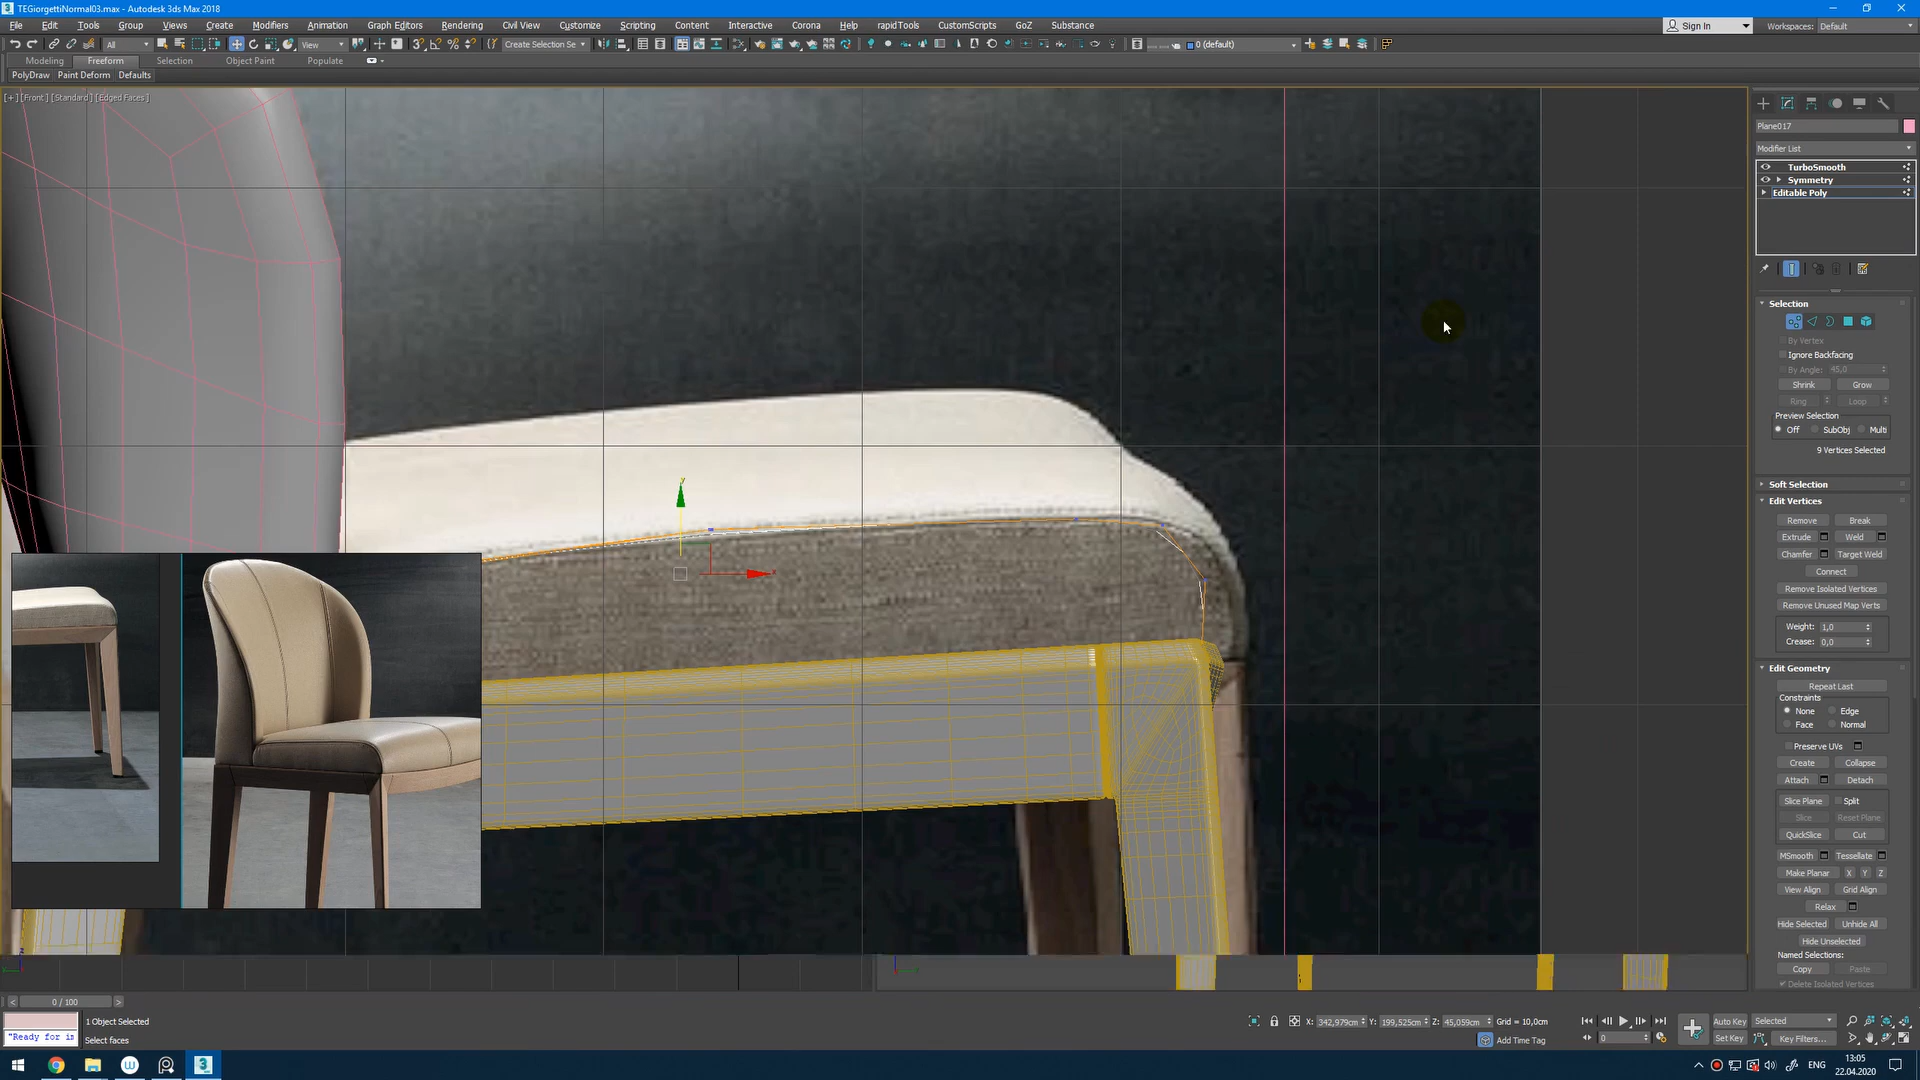 TEGiorgettiNormal03.max - Autodesk 3ds Max 2018
File Edit Tools Group Views Create Modifiers Animation Graph Editors Rendering Civil View Customize Scripting Content Interactive Corona Help rapidTools CustomScripts GoZ Substance
Sign In
Workspaces: Default
All
View
Create Selection Se
0 (default)
Modeling Freeform Selection Object Paint Populate
PolyDraw Paint Deform Defaults
[+] [Front] [Standard] [Edged Faces]
Plane017
Modifier List
TurboSmooth
Symmetry
Editable Poly
Selection
By Vertex
Ignore Backfacing
By Angle: 45,0
Shrink Grow
Ring Loop
Preview Selection
Off SubObj Multi
9 Vertices Selected
Soft Selection
Edit Vertices
Remove Break
Extrude Weld
Chamfer Target Weld
Connect
Remove Isolated Vertices
Remove Unused Map Verts
Weight: 1,0
Crease: 0,0
Edit Geometry
Repeat Last
Constraints
None Edge
Face Normal
Preserve UVs
Create Collapse
Attach Detach
Slice Plane Split
Slice Reset Plane
QuickSlice Cut
MSmooth Tessellate
Make Planar X Y Z
View Align Grid Align
Relax
Hide Selected Unhide All
Hide Unselected
Named Selections:
Copy Paste
Delete Isolated Vertices
0 / 100
1 Object Selected
"Ready for in
Select faces
X: 342,979cm Y: 199,525cm Z: 45,059cm Grid = 10,0cm
Add Time Tag
0
Auto Key Selected
Set Key Key Filters...
ENG
13:05
22.04.2020